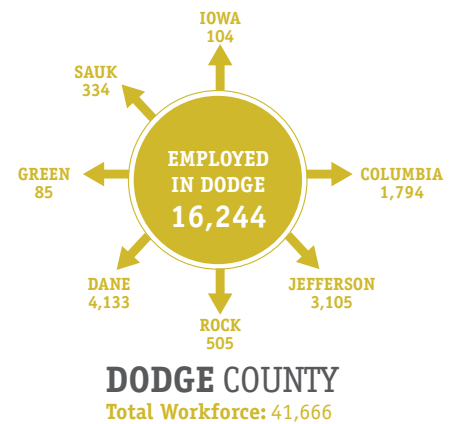 IOWA
104
SAUK
334
EMPLOYED
IN DODGE
16,244
GREEN
85
COLUMBIA
1,794
DANE
4,133
JEFFERSON
3,105
ROCK
505
DODGE COUNTY
Total Workforce: 41,666